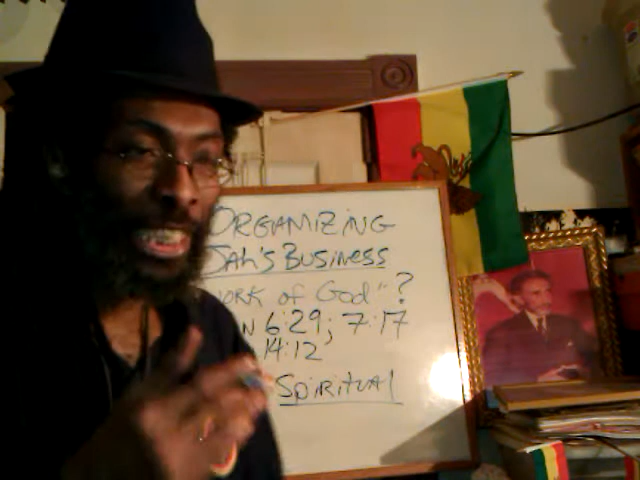 ORGANIZING
JAH'S BUSINESS
WORK OF God"?
N 6:29; 7:17
14:12
SPIRITUAL